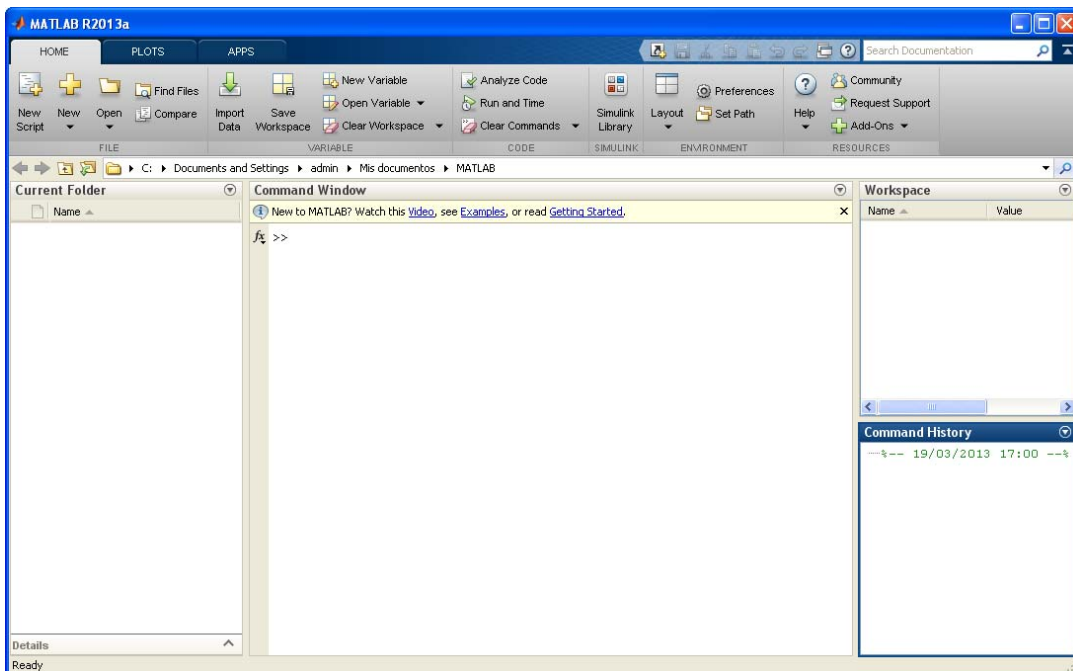 MATLAB R2013a
HOME PLOTS APPS Search Documentation
New Script New Open Find Files Compare
FILE
Import Data Save Workspace New Variable Open Variable Clear Workspace
VARIABLE
Analyze Code Run and Time Clear Commands
CODE
Simulink Library
SIMULINK
Layout Preferences Set Path
ENVIRONMENT
Help Community Request Support Add-Ons
RESOURCES
C: Documents and Settings admin Mis documentos MATLAB
Current Folder
Name
Details
Command Window
New to MATLAB? Watch this Video, see Examples, or read Getting Started.
fx >>
Workspace
Name Value
Command History
%-- 19/03/2013 17:00 --%
Ready